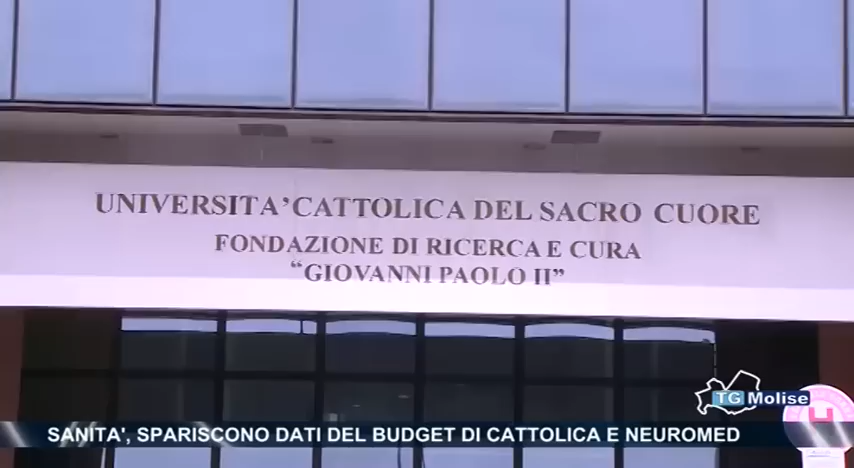 UNIVERSITA' CATTOLICA DEL SACRO CUORE
FONDAZIONE DI RICERCA E CURA
“GIOVANNI PAOLO II”
TG Molise
H
SANITA', SPARISCONO DATI DEL BUDGET DI CATTOLICA E NEUROMED